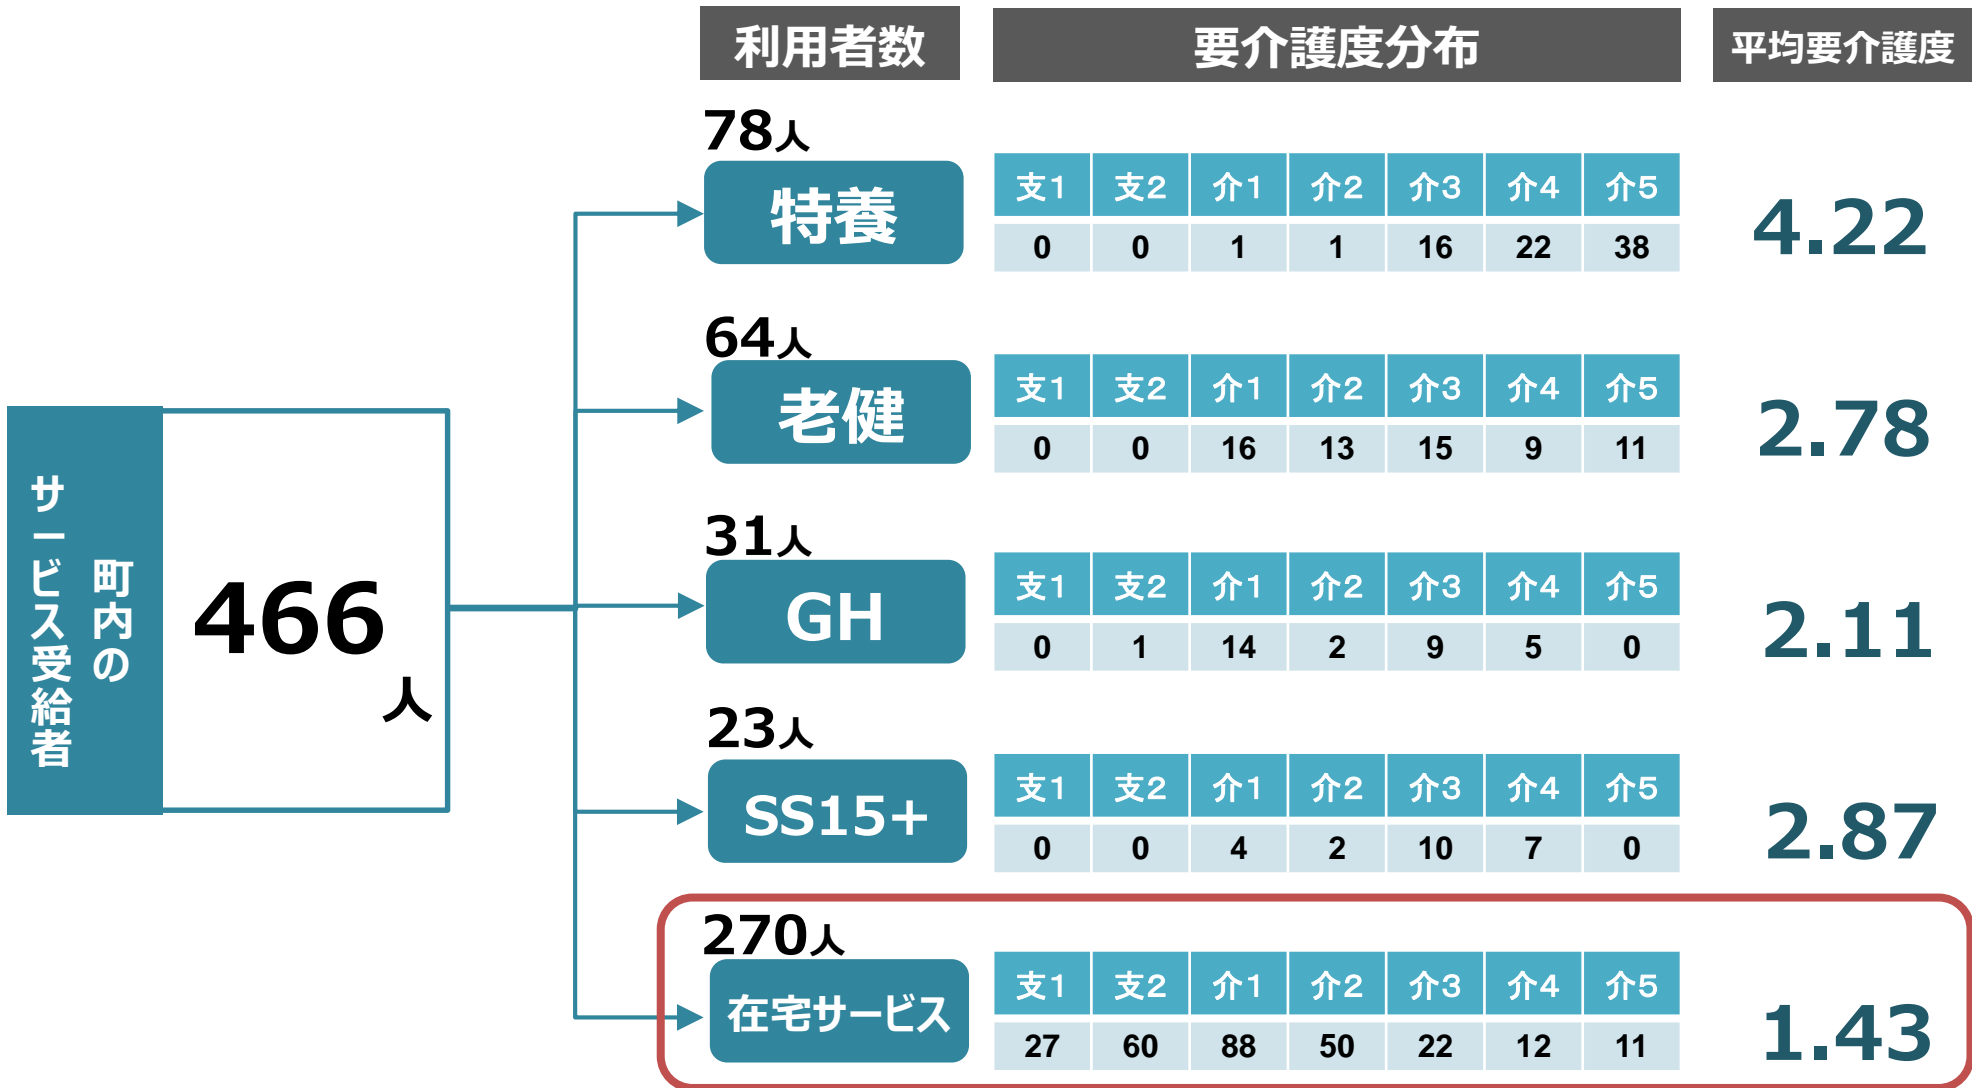 利用者数 要介護度分布 平均要介護度
町内の
サービス受給者
466人
78人
特養
支1 支2 介1 介2 介3 介4 介5
0 0 1 1 16 22 38
4.22
64人
老健
支1 支2 介1 介2 介3 介4 介5
0 0 16 13 15 9 11
2.78
31人
GH
支1 支2 介1 介2 介3 介4 介5
0 1 14 2 9 5 0
2.11
23人
SS15+
支1 支2 介1 介2 介3 介4 介5
0 0 4 2 10 7 0
2.87
270人
在宅サービス
支1 支2 介1 介2 介3 介4 介5
27 60 88 50 22 12 11
1.43